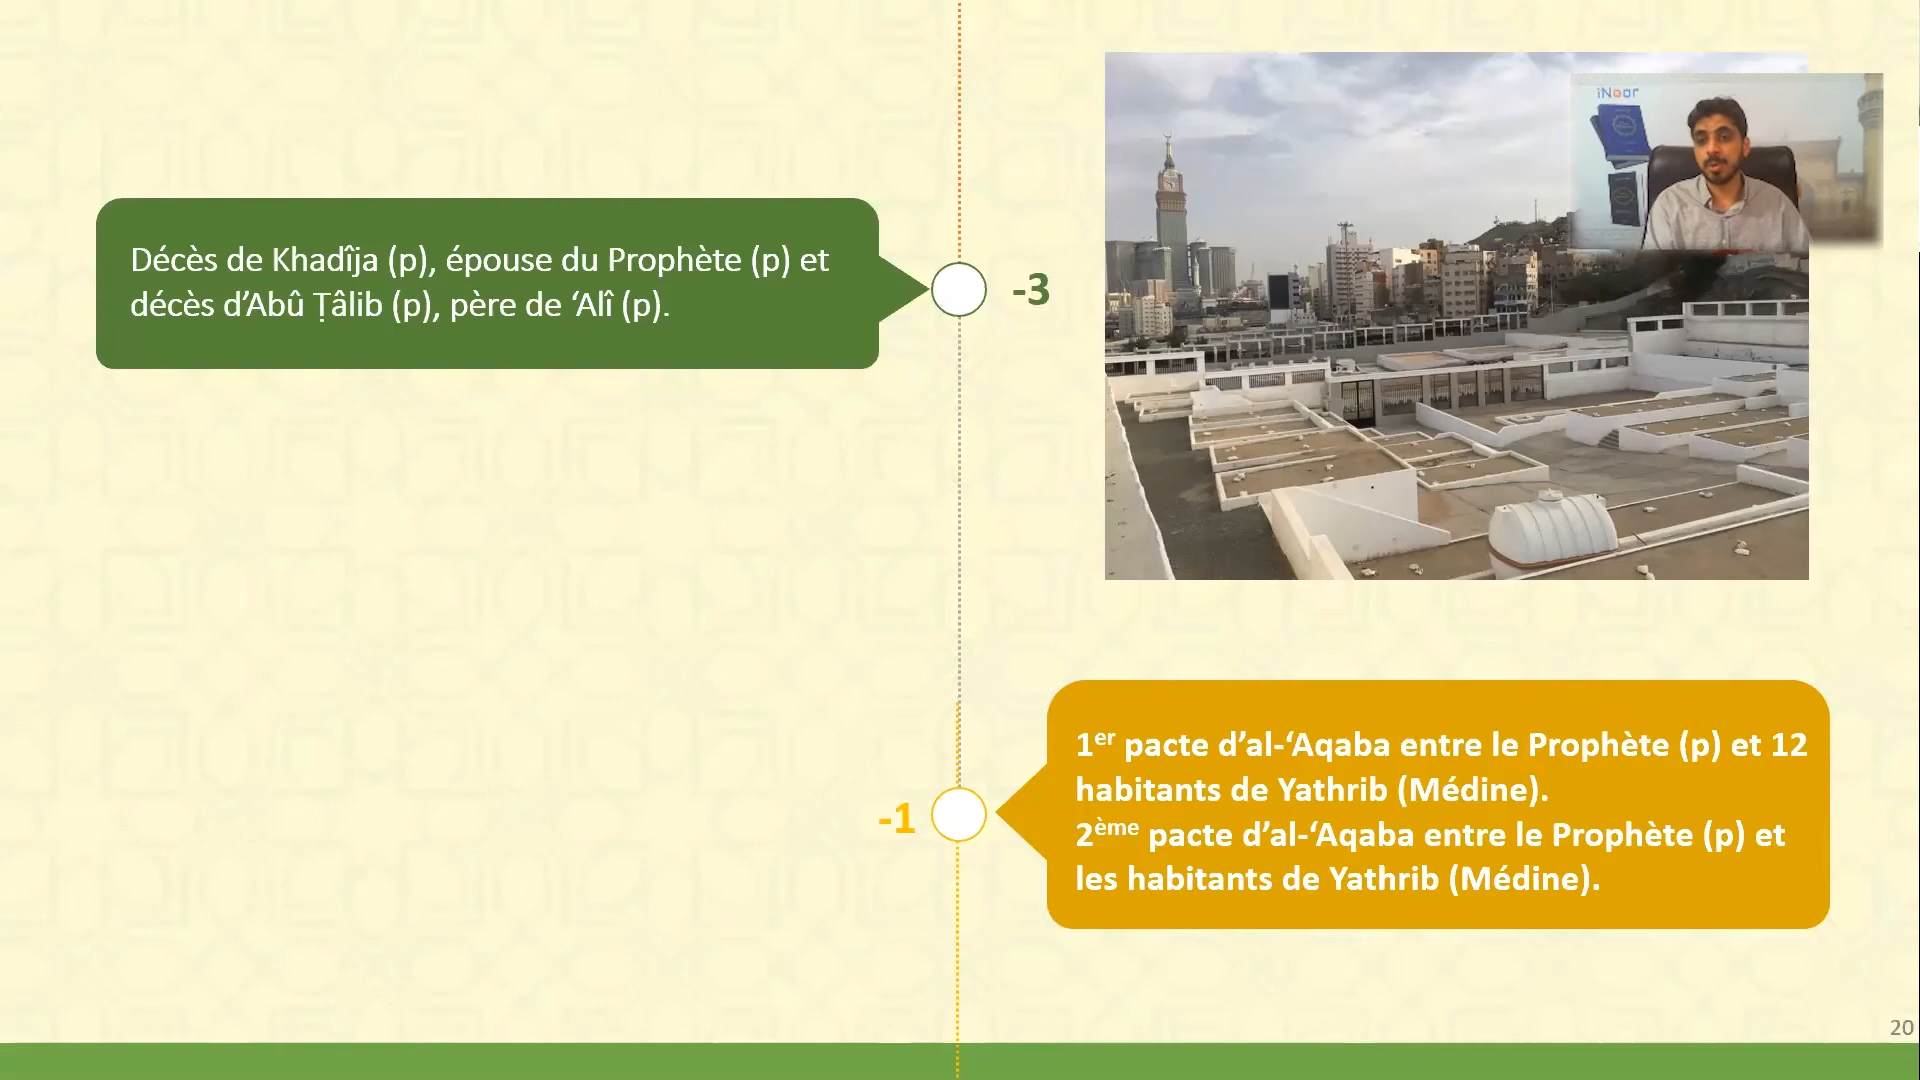 iNoor
Décès de Khadîja (p), épouse du Prophète (p) et
décès d’Abû Ṭâlib (p), père de ‘Alî (p).
-3
-1
1er pacte d’al-‘Aqaba entre le Prophète (p) et 12
habitants de Yathrib (Médine).
2ème pacte d’al-‘Aqaba entre le Prophète (p) et
les habitants de Yathrib (Médine).
20